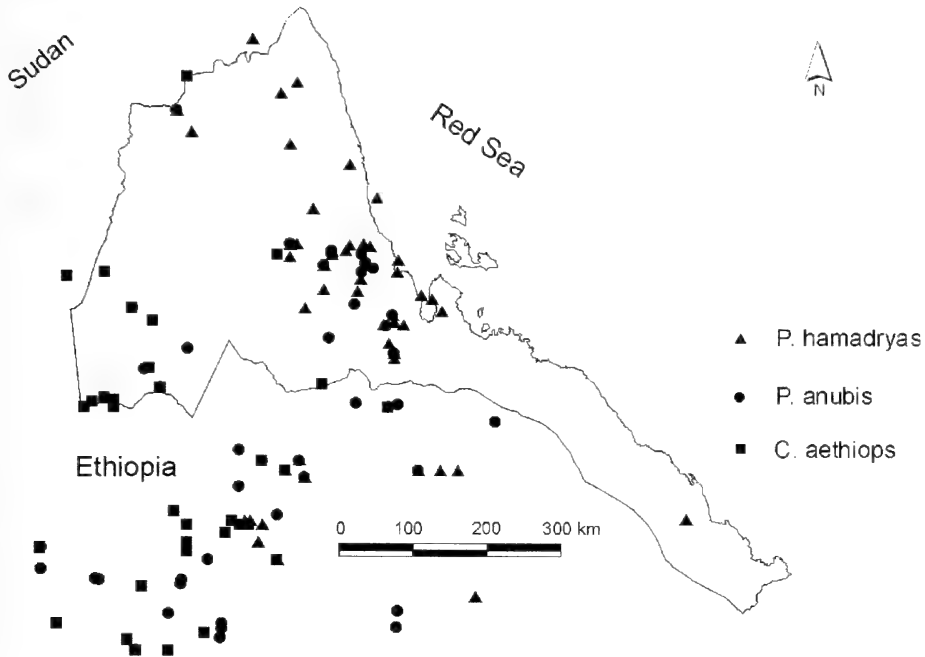 Sudan
Red Sea
N
P. hamadryas
P. anubis
C. aethiops
Ethiopia
0 100 200 300 km